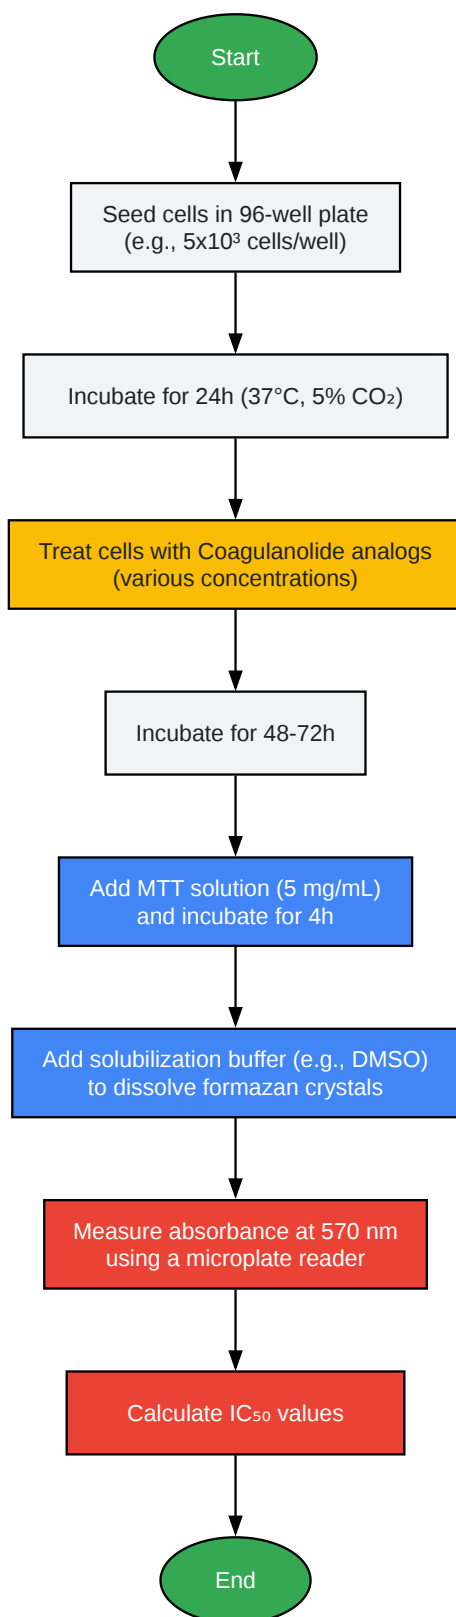 Start
Seed cells in 96-well plate
(e.g., 5x10³ cells/well)
Incubate for 24h (37°C, 5% CO₂)
Treat cells with Coagulanolide analogs
(various concentrations)
Incubate for 48-72h
Add MTT solution (5 mg/mL)
and incubate for 4h
Add solubilization buffer (e.g., DMSO)
to dissolve formazan crystals
Measure absorbance at 570 nm
using a microplate reader
Calculate IC₅₀ values
End